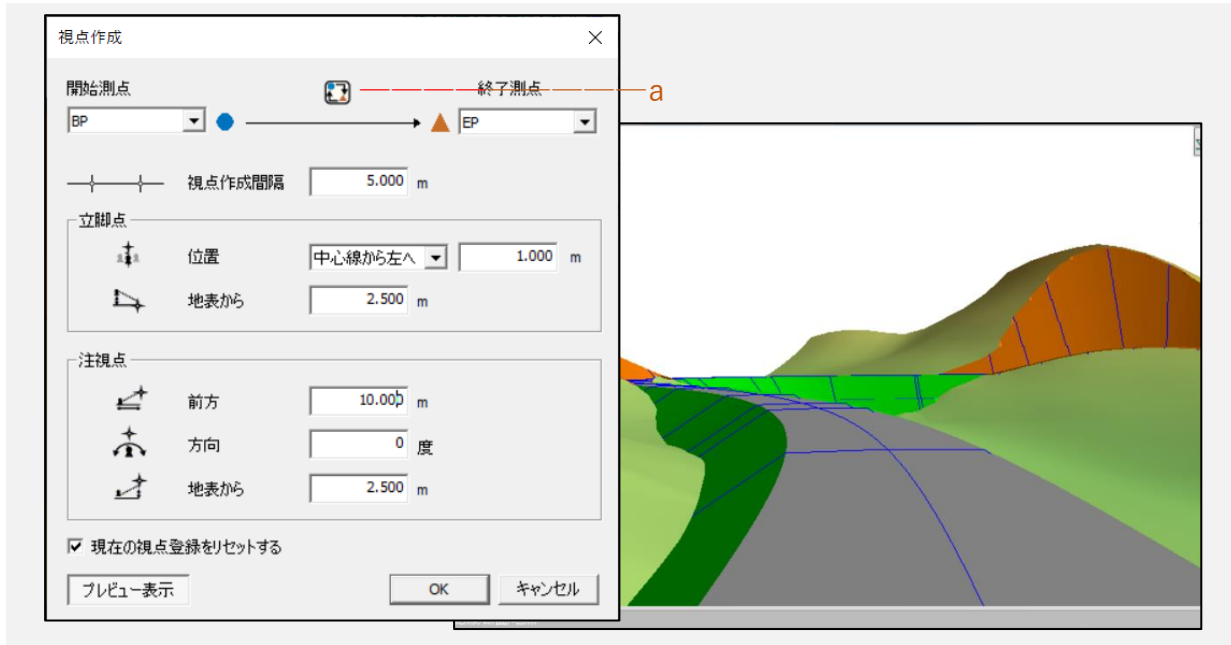 視点作成
開始測点
終了測点
a
BP
EP
視点作成間隔 5.000 m
立脚点
位置 中心線から左へ 1.000 m
地表から 2.500 m
注視点
前方 10.000 m
方向 0 度
地表から 2.500 m
現在の視点登録をリセットする
プレビュー表示 OK キャンセル